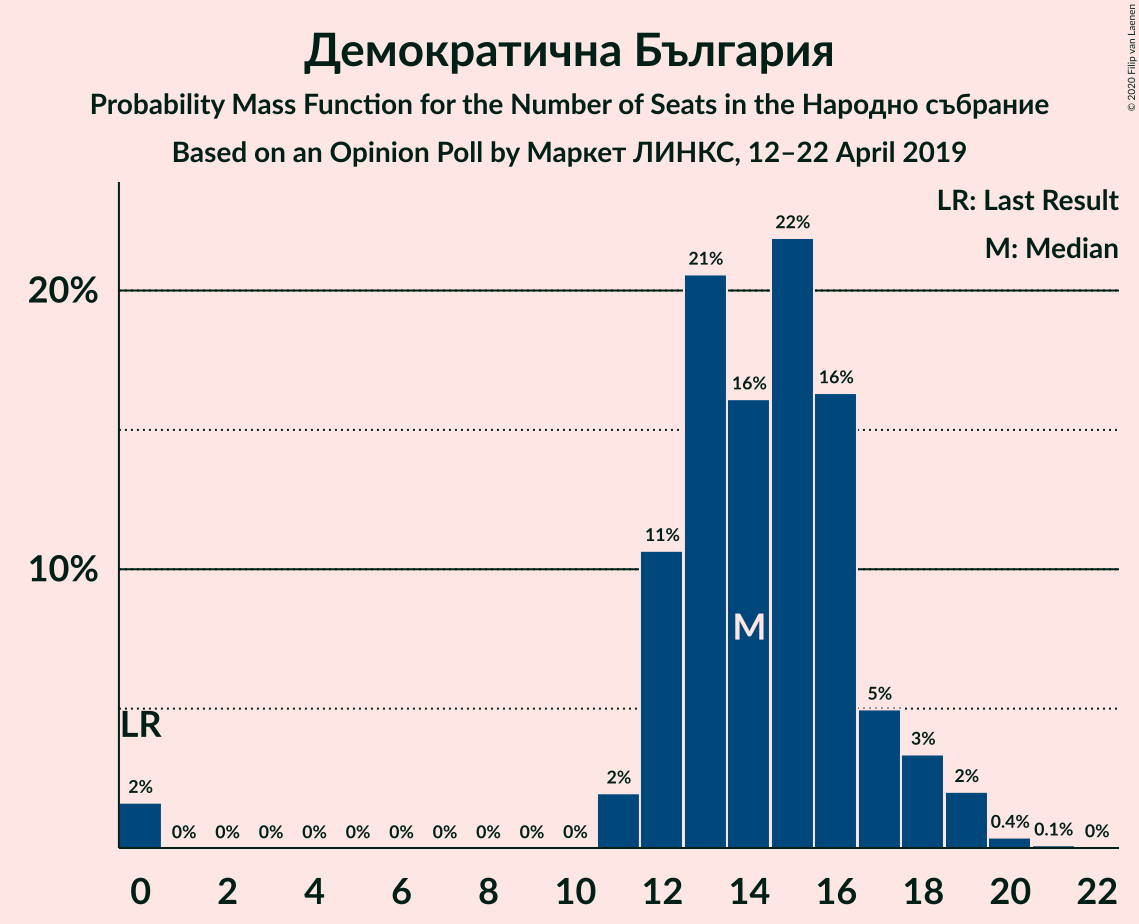 Демократична България
Probability Mass Function for the Number of Seats in the Народно събрание
Based on an Opinion Poll by Маркет ЛИНКС, 12–22 April 2019
© 2020 Filip van Laenen
LR: Last Result
M: Median
20%
10%
LR
M
2%
0%
0%
0%
0%
0%
0%
0%
0%
0%
0%
2%
11%
21%
16%
22%
16%
5%
3%
2%
0.4%
0.1%
0%
0 2 4 6 8 10 12 14 16 18 20 22